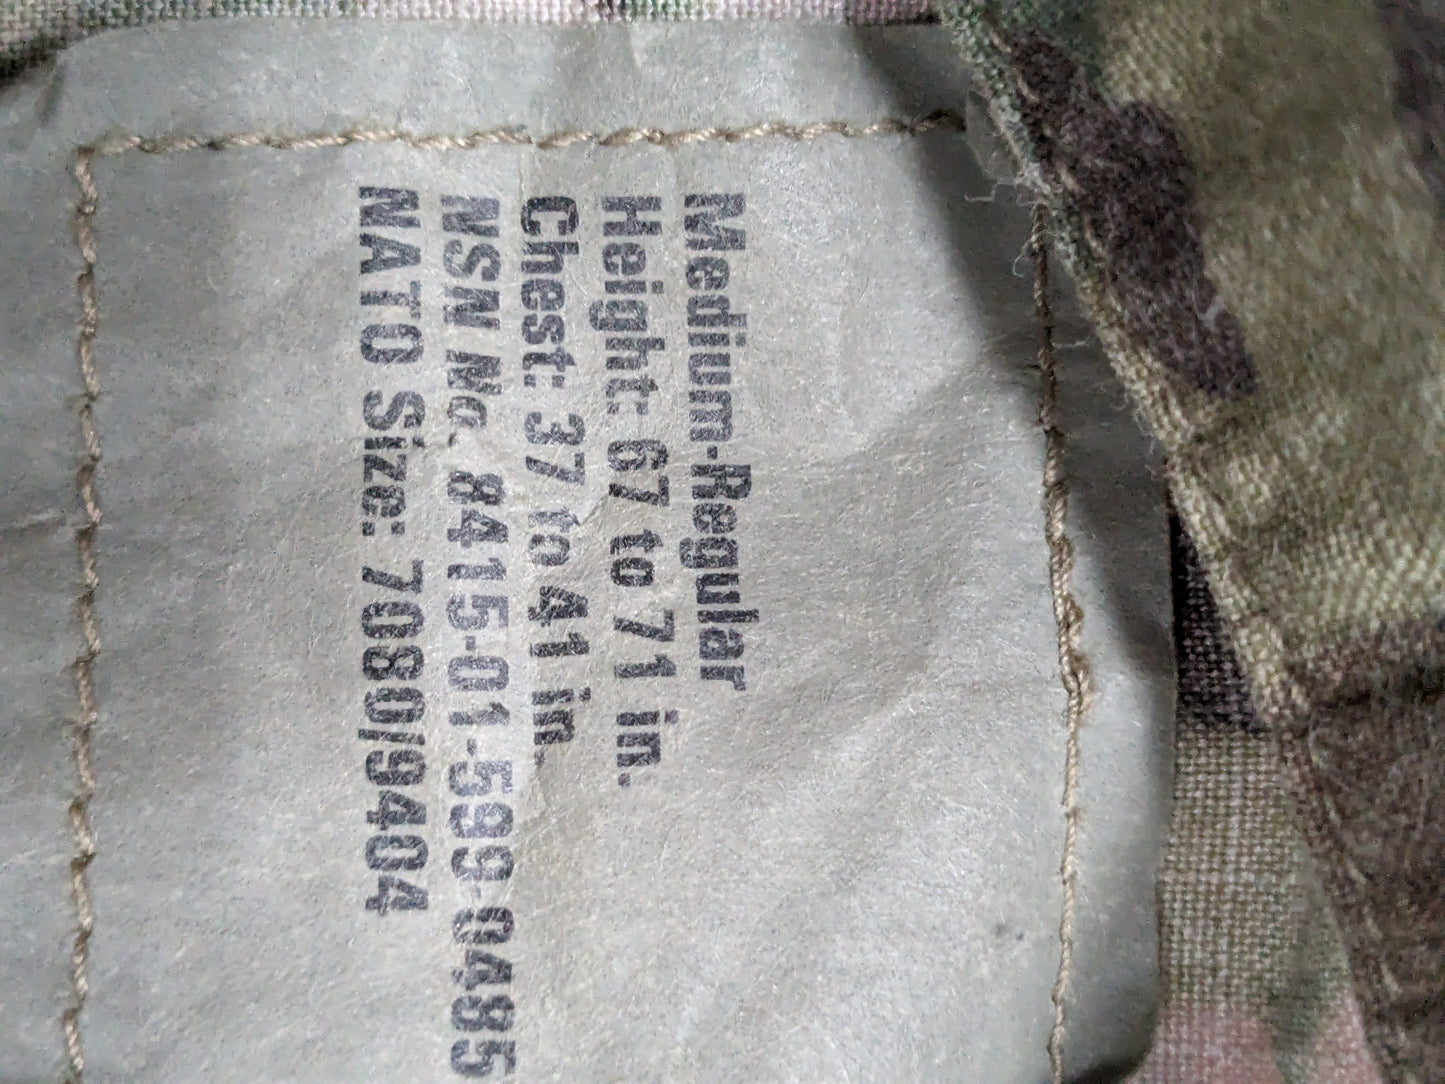 Medium-Regular
Height: 67 to 71 in.
Chest: 37 to 41 in.
NSN No. 8415-01-599-0485
NATO Size: 7080/9404